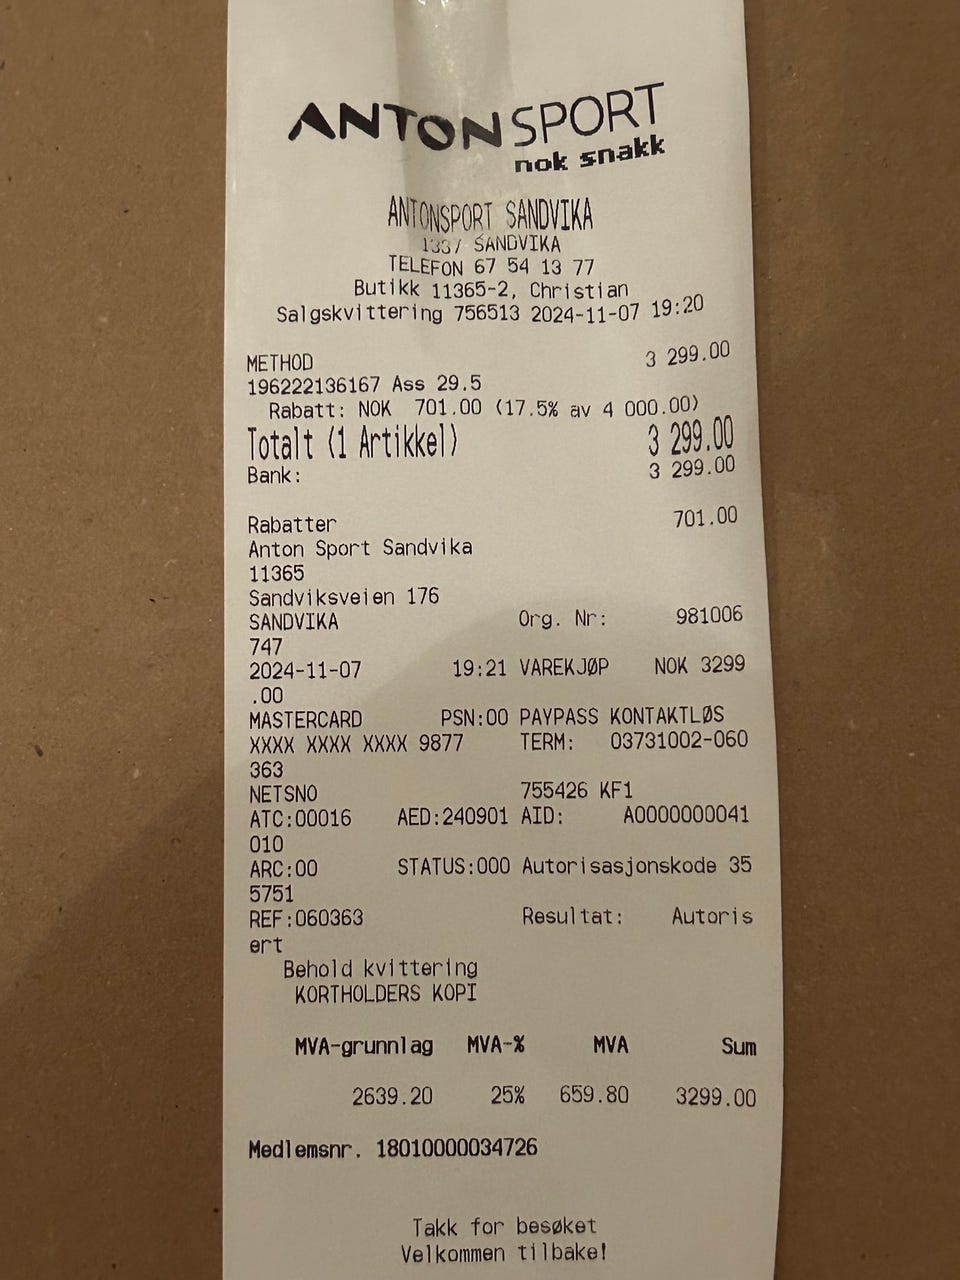 ANTON SPORT
nok snakk
ANTONSPORT SANDVIKA
1337 SANDVIKA
TELEFON 67 54 13 77
Butikk 11365-2, Christian
Salgskvittering 756513 2024-11-07 19:20
METHOD 3 299.00
196222136167 Ass 29.5
Rabatt: NOK 701.00 (17.5% av 4 000.00)
Totalt (1 Artikkel) 3 299.00
Bank: 3 299.00
Rabatter 701.00
Anton Sport Sandvika
11365
Sandviksveien 176
SANDVIKA Org. Nr: 981006
747
2024-11-07 19:21 VAREKJØP NOK 3299
.00
MASTERCARD PSN:00 PAYPASS KONTAKTLØS
XXXX XXXX XXXX 9877 TERM: 03731002-060
363
NETSNO 755426 KF1
ATC:00016 AED:240901 AID: A0000000041
010
ARC:00 STATUS:000 Autorisasjonskode 35
5751
REF:060363 Resultat: Autoris
ert
Behold kvittering
KORTHOLDERS KOPI
MVA-grunnlag MVA-% MVA Sum
2639.20 25% 659.80 3299.00
Medlemsnr. 18010000034726
Takk for besøket
Velkommen tilbake!